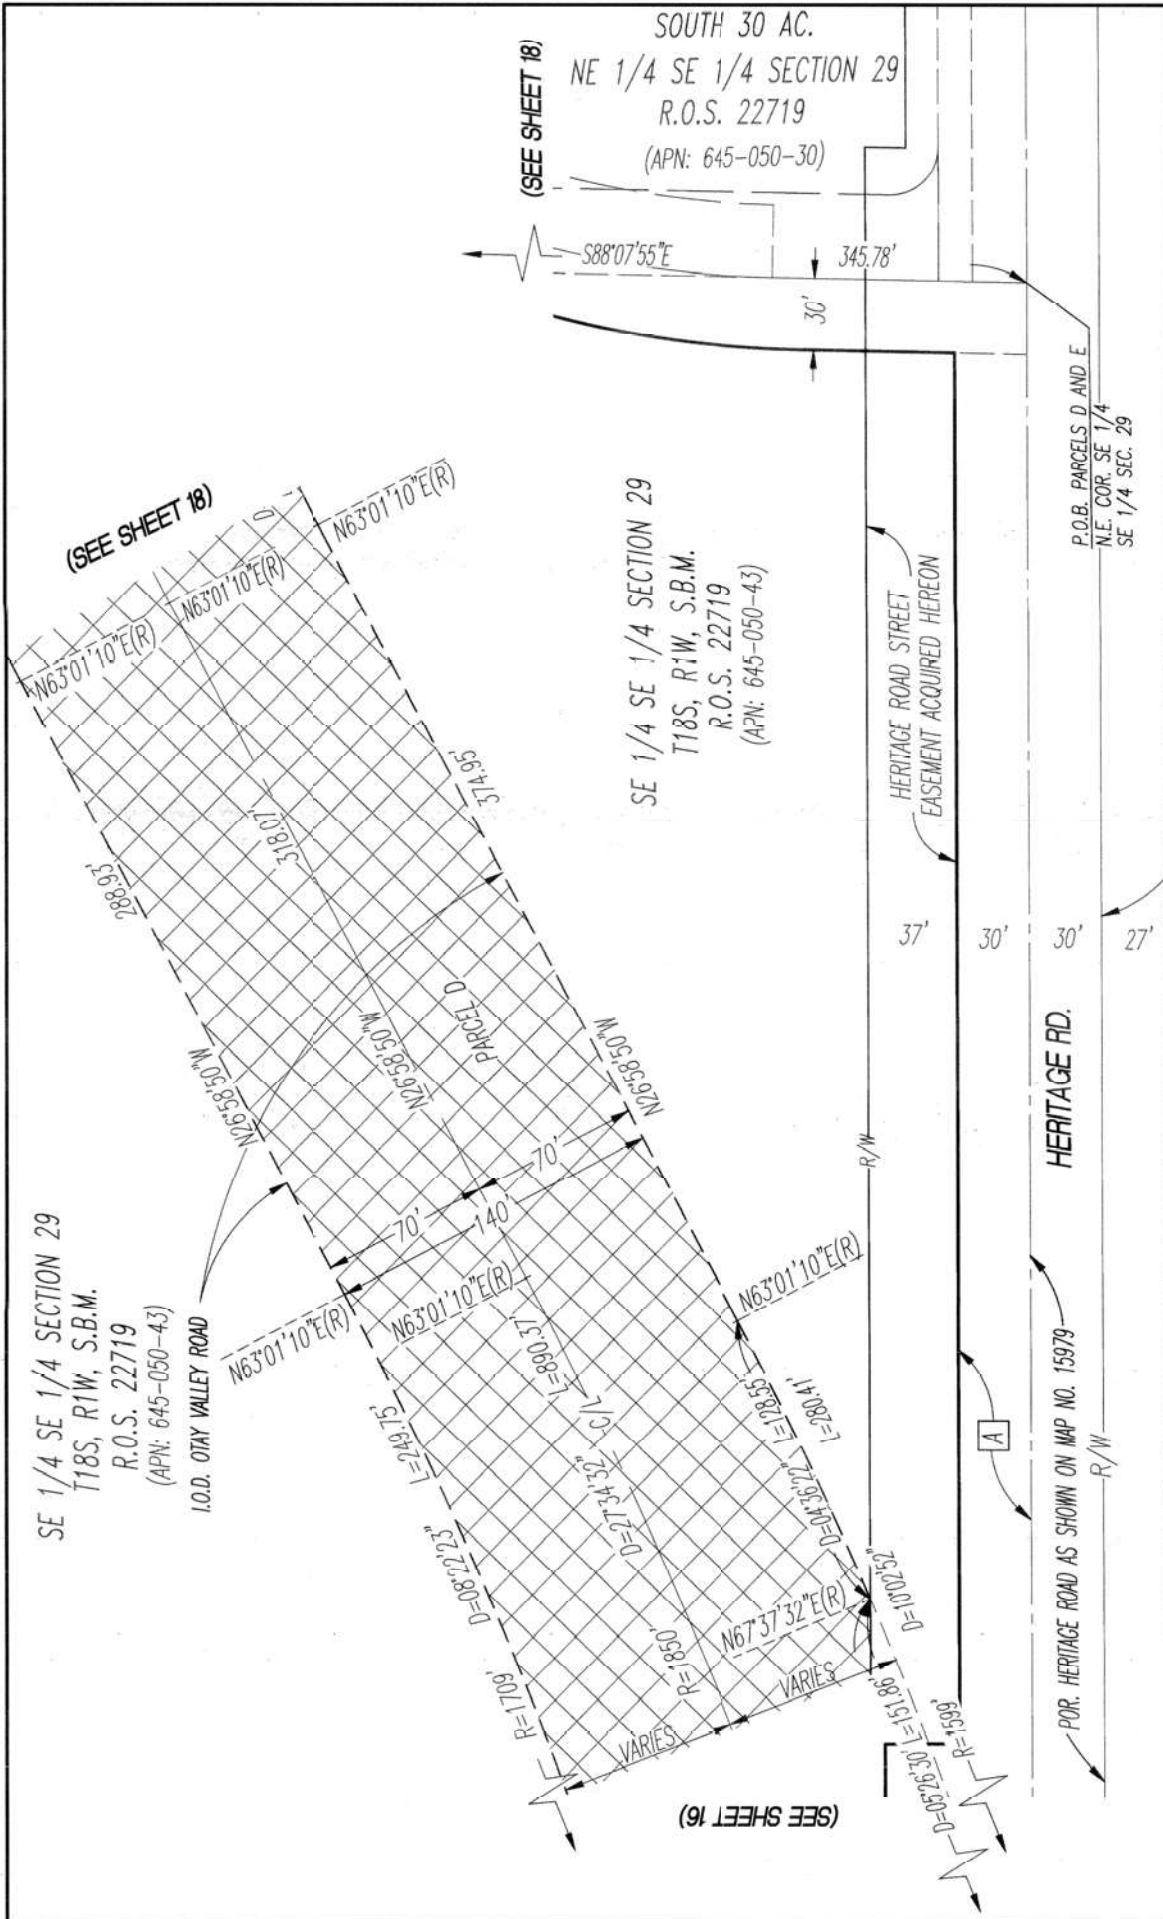 SOUTH 30 AC.
NE 1/4 SE 1/4 SECTION 29
R.O.S. 22719
(APN: 645-050-30)
(SEE SHEET 18)
S88°07'55"E
345.78'
30'
P.O.B. PARCELS D AND E
N.E. COR. SE 1/4
SE 1/4 SEC. 29
(SEE SHEET 18)
N63°01'10"E(R)
N63°01'10"E(R)
N63°01'10"E(R)
D
288.93'
318.07'
374.95'
SE 1/4 SE 1/4 SECTION 29
T18S, R1W, S.B.M.
R.O.S. 22719
(APN: 645-050-43)
HERITAGE ROAD STREET
EASEMENT ACQUIRED HEREON
N26°58'50"W
N26°58'50"W
PARCEL D
N26°58'50"W
37'
30'
30'
27'
HERITAGE RD.
R/W
70'
70'
140'
SE 1/4 SE 1/4 SECTION 29
T18S, R1W, S.B.M.
R.O.S. 22719
(APN: 645-050-43)
I.O.D. OTAY VALLEY ROAD
N63°01'10"E(R)
N63°01'10"E(R)
N63°01'10"E(R)
R=1709'
D=08°22'23"
L=249.75'
R=1850'
D=27°34'32"
C/L
L=890.37'
D=04°36'22"
L=128.55'
D=10°02'52"
L=280.41'
N67°37'32"E(R)
VARIES
VARIES
D=05°26'30"
L=151.86'
R=1599'
A
POR. HERITAGE ROAD AS SHOWN ON MAP NO. 15979
R/W
(SEE SHEET 16)